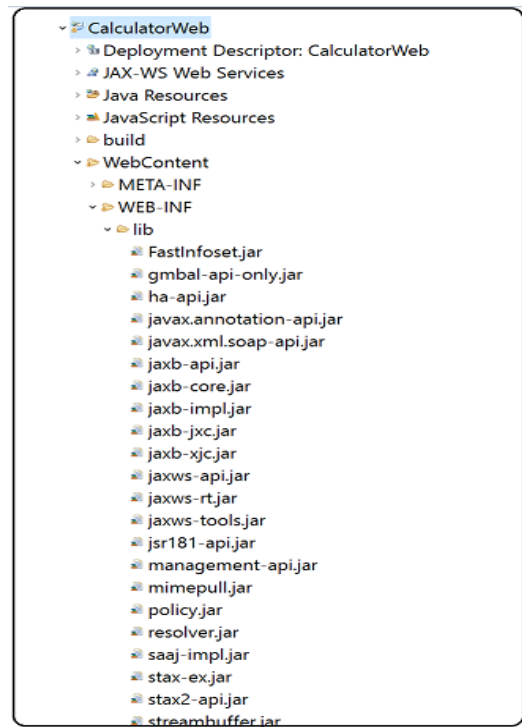 CalculatorWeb
Deployment Descriptor: CalculatorWeb
JAX-WS Web Services
Java Resources
JavaScript Resources
build
WebContent
META-INF
WEB-INF
lib
FastInfoset.jar
gmbal-api-only.jar
ha-api.jar
javax.annotation-api.jar
javax.xml.soap-api.jar
jaxb-api.jar
jaxb-core.jar
jaxb-impl.jar
jaxb-jxc.jar
jaxb-xjc.jar
jaxws-api.jar
jaxws-rt.jar
jaxws-tools.jar
jsr181-api.jar
management-api.jar
mimepull.jar
policy.jar
resolver.jar
saaj-impl.jar
stax-ex.jar
stax2-api.jar
streambuffer.jar